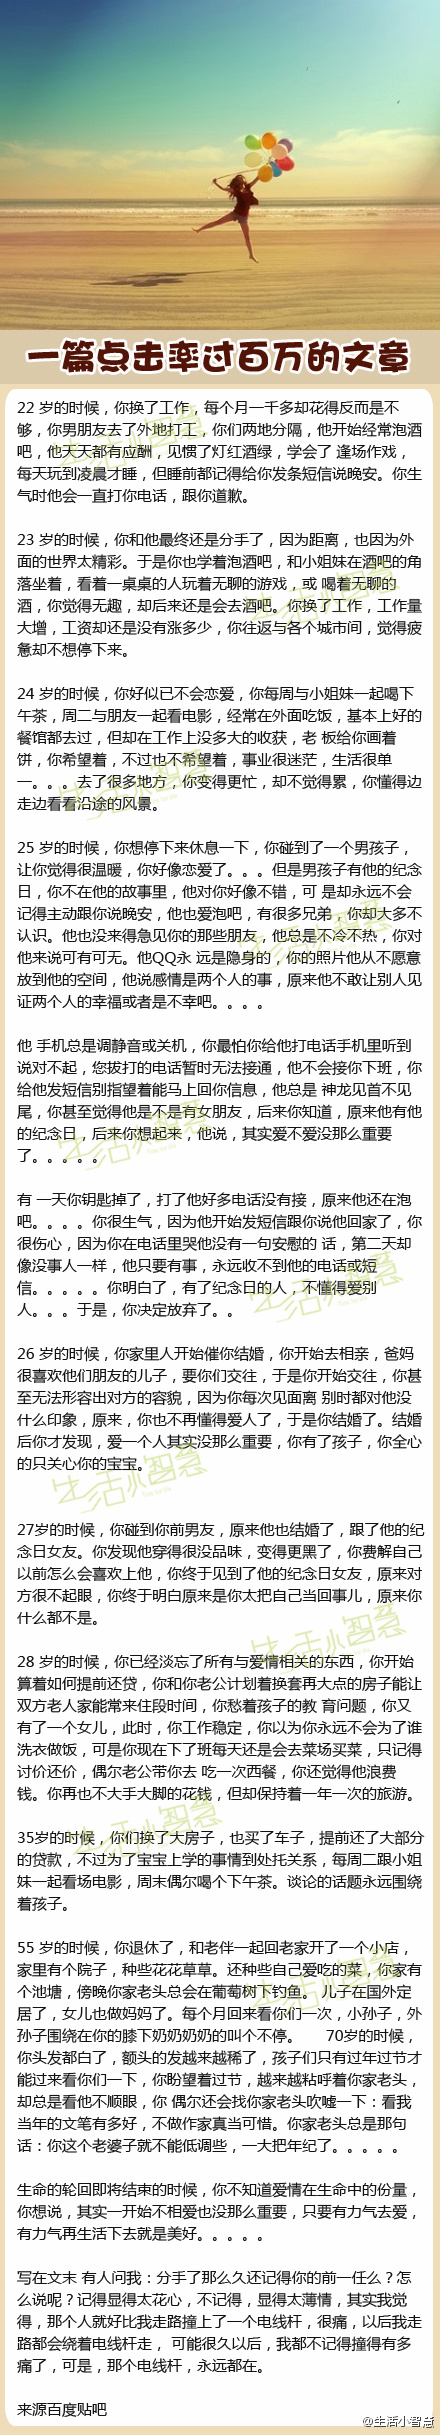 一篇点击率过百万的文章
22 岁的时候，你换了工作，每个月一千多却花得反而是不
够，你男朋友去了外地打工，你们两地分隔，他开始经常泡酒
吧，他天天都有应酬，见惯了灯红酒绿，学会了 逢场作戏，
每天玩到凌晨才睡，但睡前都记得给你发条短信说晚安。你生
气时他会一直打你电话，跟你道歉。
23 岁的时候，你和他最终还是分手了，因为距离，也因为外
面的世界太精彩。于是你也学着泡酒吧，和小姐妹在酒吧的角
落坐着，看着一桌桌的人玩着无聊的游戏，或 喝着无聊的
酒，你觉得无趣，却后来还是会去酒吧。你换了工作，工作量
大增，工资却还是没有涨多少，你往返与各个城市间，觉得疲
惫却不想停下来。
24 岁的时候，你好似已不会恋爱，你每周与小姐妹一起喝下
午茶，周二与朋友一起看电影，经常在外面吃饭，基本上好的
餐馆都去过，但却在工作上没多大的收获，老 板给你画着
饼，你希望着，不过也不希望着，事业很迷茫，生活很单
一。。。去了很多地方，你变得更忙，却不觉得累，你懂得边
走边看看沿途的风景。
25 岁的时候，你想停下来休息一下，你碰到了一个男孩子，
让你觉得很温暖，你好像恋爱了。。。但是男孩子有他的纪念
日，你不在他的故事里，他对你好像不错，可 是却永远不会
记得主动跟你说晚安，他也爱泡吧，有很多兄弟，你却大多不
认识。他也没来得急见你的那些朋友，他总是不冷不热，你对
他来说可有可无。他QQ永 远是隐身的，你的照片他从不愿意
放到他的空间，他说感情是两个人的事，原来他不敢让别人见
证两个人的幸福或者是不幸吧。。。。
他 手机总是调静音或关机，你最怕你给他打电话手机里听到
说对不起，您拔打的电话暂时无法接通，他不会接你下班，你
给他发短信别指望着能马上回你信息，他总是 神龙见首不见
尾，你甚至觉得他是不是有女朋友，后来你知道，原来他有他
的纪念日，后来你想起来，他说，其实爱不爱没那么重要
了。。。。。
有 一天你钥匙掉了，打了他好多电话没有接，原来他还在泡
吧。。。。你很生气，因为他开始发短信跟你说他回家了，你
很伤心，因为你在电话里哭他没有一句安慰的 话，第二天却
像没事人一样，他只要有事，永远收不到他的电话或短
信。。。。。你明白了，有了纪念日的人，不懂得爱别
人。。。于是，你决定放弃了。。
26 岁的时候，你家里人开始催你结婚，你开始去相亲，爸妈
很喜欢他们朋友的儿子，要你们交往，于是你开始交往，你甚
至无法形容出对方的容貌，因为你每次见面离 别时都对他没
什么印象，原来，你也不再懂得爱人了，于是你结婚了。结婚
后你才发现，爱一个人其实没那么重要，你有了孩子，你全心
的只关心你的宝宝。
27岁的时候，你碰到你前男友，原来他也结婚了，跟了他的纪
念日女友。你发现他穿得很没品味，变得更黑了，你费解自己
以前怎么会喜欢上他，你终于见到了他的纪念日女友，原来对
方很不起眼，你终于明白原来是你太把自己当回事儿，原来你
什么都不是。
28 岁的时候，你已经淡忘了所有与爱情相关的东西，你开始
算着如何提前还贷，你和你老公计划着换套再大点的房子能让
双方老人家能常来住段时间，你愁着孩子的教 育问题，你又
有了一个女儿，此时，你工作稳定，你以为你永远不会为了谁
洗衣做饭，可是你现在下了班每天还是会去菜场买菜，只记得
讨价还价，偶尔老公带你去 吃一次西餐，你还觉得他浪费
钱。你再也不大手大脚的花钱，但却保持着一年一次的旅游。
35岁的时候，你们换了大房子，也买了车子，提前还了大部分
的贷款，不过为了宝宝上学的事情到处托关系，每周二跟小姐
妹一起看场电影，周末偶尔喝个下午茶。谈论的话题永远围绕
着孩子。
55 岁的时候，你退休了，和老伴一起回老家开了一个小店，
家里有个院子，种些花花草草。还种些自己爱吃的菜，你家有
个池塘，傍晚你家老头总会在葡萄树下钓鱼。 儿子在国外定
居了，女儿也做妈妈了。每个月回来看你们一次，小孙子，外
孙子围绕在你的膝下奶奶奶奶的叫个不停。 70岁的时候，
你头发都白了，额头的发越来越稀了，孩子们只有过年过节才
能过来看你们一下，你盼望着过节，越来越粘呼着你家老头，
却总是看他不顺眼，你 偶尔还会找你家老头吹嘘一下：看我
当年的文笔有多好，不做作家真当可惜。你家老头总是那句
话：你这个老婆子就不能低调些，一大把年纪了。。。。。
生命的轮回即将结束的时候，你不知道爱情在生命中的份量，
你想说，其实一开始不相爱也没那么重要，只要有力气去爱，
有力气再生活下去就是美好。。。。。
写在文末 有人问我：分手了那么久还记得你的前一任么？怎
么说呢？记得显得太花心，不记得，显得太薄情，其实我觉
得，那个人就好比我走路撞上了一个电线杆，很痛，以后我走
路都会绕着电线杆走， 可能很久以后，我都不记得撞得有多
痛了，可是，那个电线杆，永远都在。
来源百度贴吧
@生活小智慧